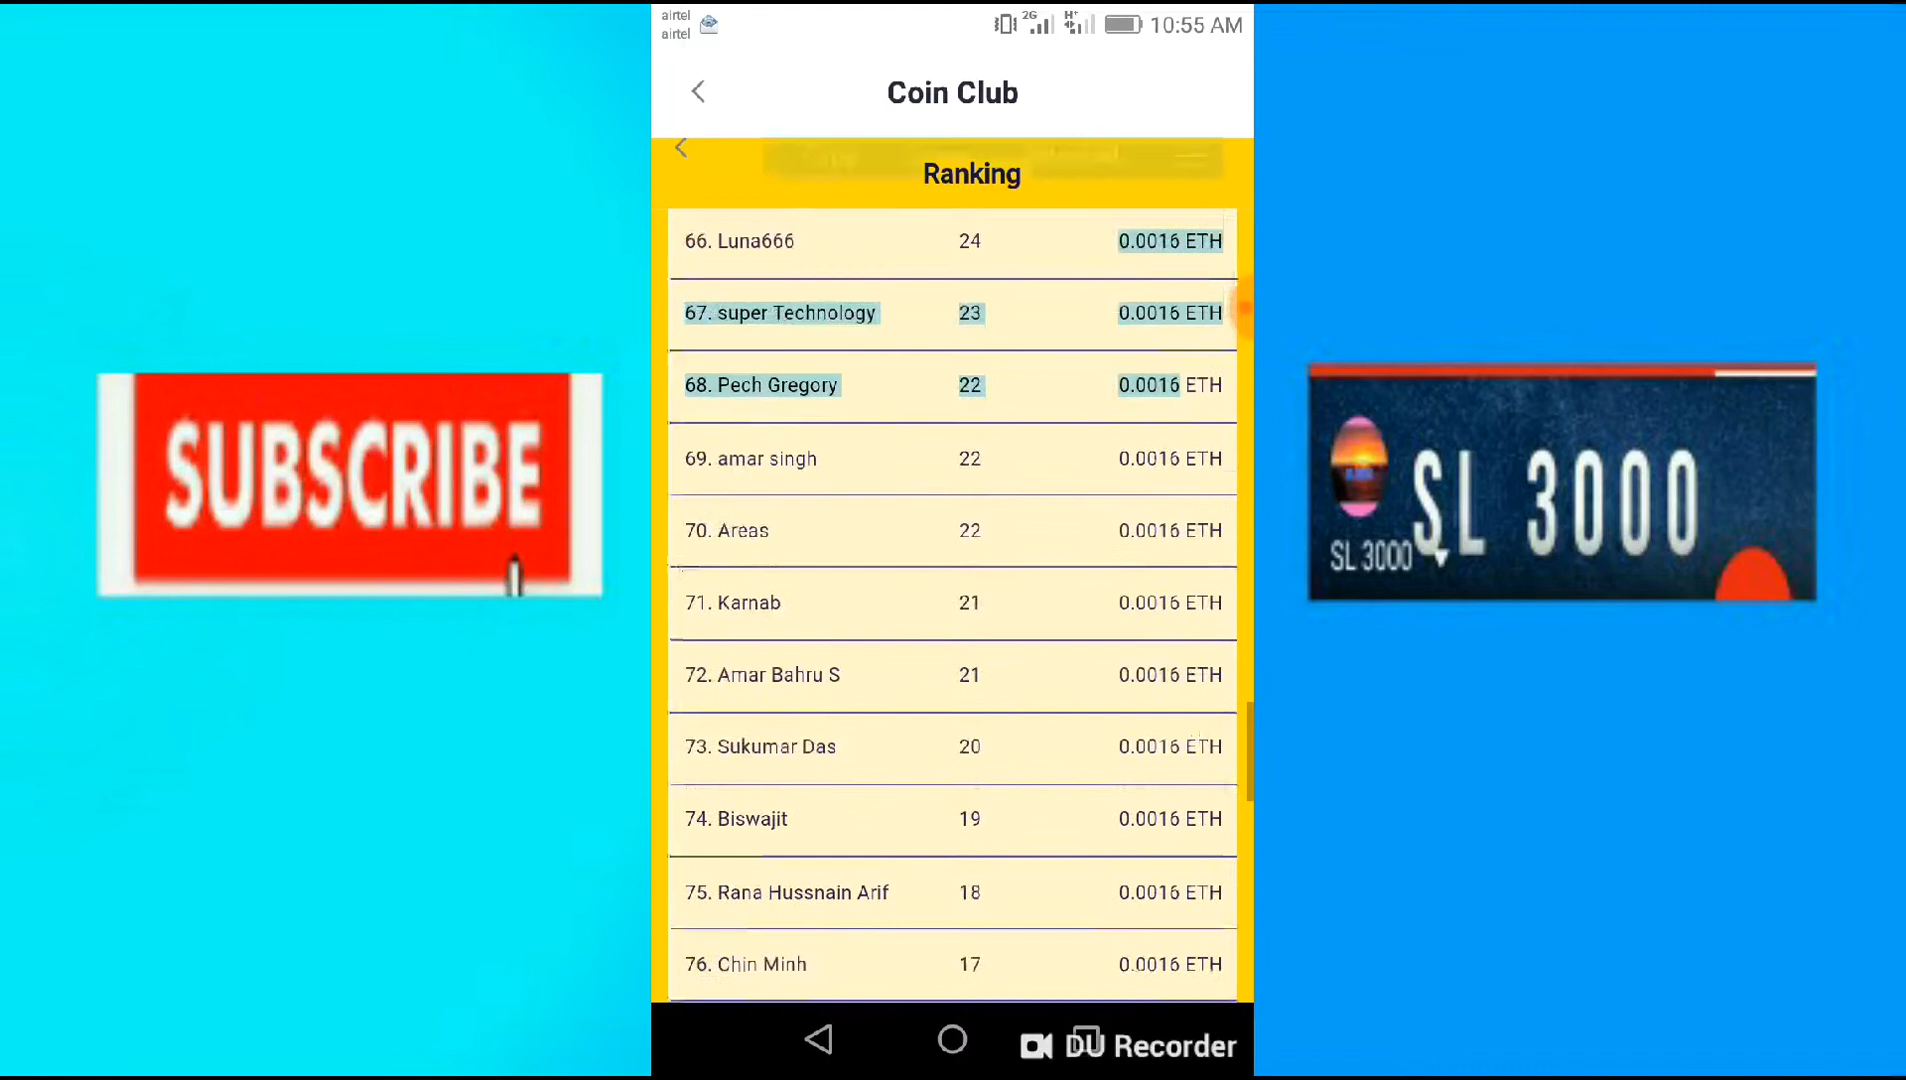 airtel
airtel
2G
H+
10:55 AM
Coin Club
Ranking
66. Luna666 24 0.0016 ETH
67. super Technology 23 0.0016 ETH
68. Pech Gregory 22 0.0016 ETH
69. amar singh 22 0.0016 ETH
70. Areas 22 0.0016 ETH
71. Karnab 21 0.0016 ETH
72. Amar Bahru S 21 0.0016 ETH
73. Sukumar Das 20 0.0016 ETH
74. Biswajit 19 0.0016 ETH
75. Rana Hussnain Arif 18 0.0016 ETH
76. Chin Minh 17 0.0016 ETH
DU Recorder
SUBSCRIBE
SL 3000
SL 3000